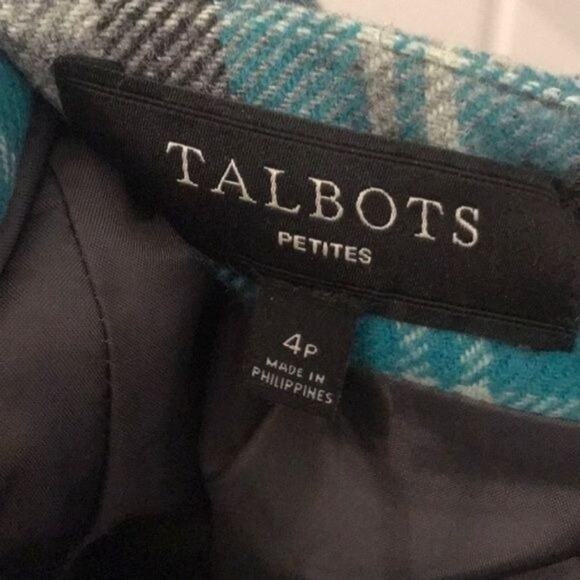 TALBOTS
PETITES
4P
MADE IN
PHILIPPINES